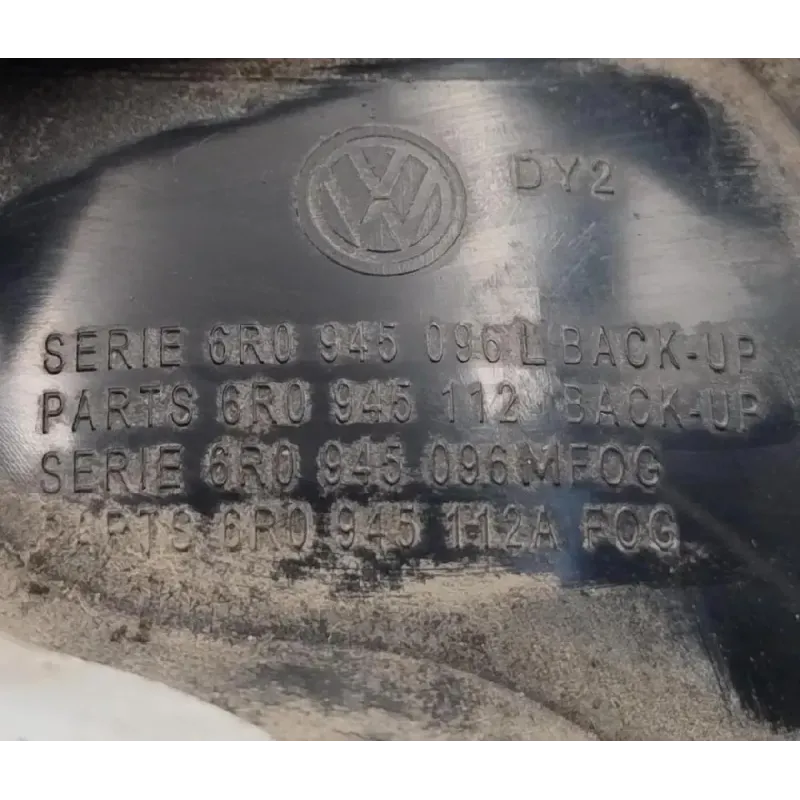 DY2
SERIE 6R0 945 096 L BACK-UP
PARTS 6R0 945 112 BACK-UP
SERIE 6R0 945 096 M FOG
PARTS 6R0 945 112A FOG